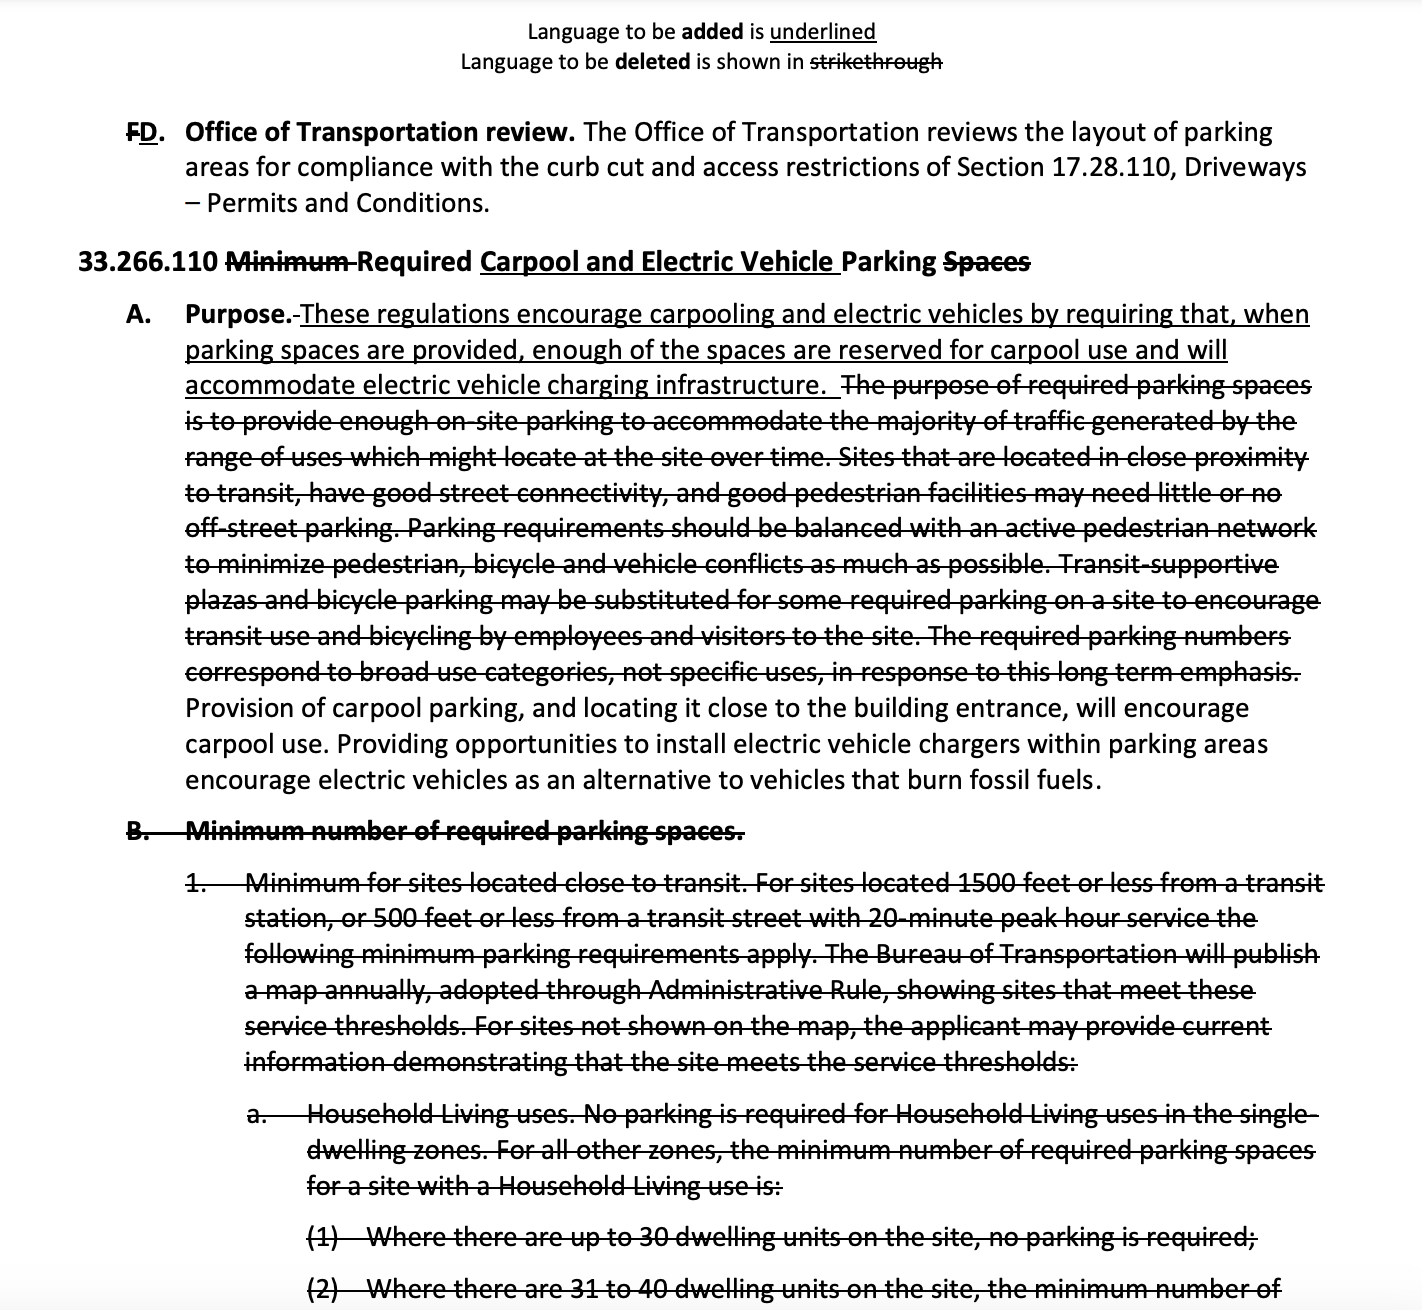 Language to be added is underlined
Language to be deleted is shown in strikethrough
FD. Office of Transportation review. The Office of Transportation reviews the layout of parking
areas for compliance with the curb cut and access restrictions of Section 17.28.110, Driveways
– Permits and Conditions.
33.266.110 Minimum Required Carpool and Electric Vehicle Parking Spaces
A. Purpose. These regulations encourage carpooling and electric vehicles by requiring that, when
parking spaces are provided, enough of the spaces are reserved for carpool use and will
accommodate electric vehicle charging infrastructure. The purpose of required parking spaces
is to provide enough on-site parking to accommodate the majority of traffic generated by the
range of uses which might locate at the site over time. Sites that are located in close proximity
to transit, have good street connectivity, and good pedestrian facilities may need little or no
off-street parking. Parking requirements should be balanced with an active pedestrian network
to minimize pedestrian, bicycle and vehicle conflicts as much as possible. Transit-supportive
plazas and bicycle parking may be substituted for some required parking on a site to encourage
transit use and bicycling by employees and visitors to the site. The required parking numbers
correspond to broad use categories, not specific uses, in response to this long term emphasis.
Provision of carpool parking, and locating it close to the building entrance, will encourage
carpool use. Providing opportunities to install electric vehicle chargers within parking areas
encourage electric vehicles as an alternative to vehicles that burn fossil fuels.
B. Minimum number of required parking spaces.
1. Minimum for sites located close to transit. For sites located 1500 feet or less from a transit
station, or 500 feet or less from a transit street with 20-minute peak hour service the
following minimum parking requirements apply. The Bureau of Transportation will publish
a map annually, adopted through Administrative Rule, showing sites that meet these
service thresholds. For sites not shown on the map, the applicant may provide current
information demonstrating that the site meets the service thresholds:
a. Household Living uses. No parking is required for Household Living uses in the single-
dwelling zones. For all other zones, the minimum number of required parking spaces
for a site with a Household Living use is:
(1) Where there are up to 30 dwelling units on the site, no parking is required;
(2) Where there are 31 to 40 dwelling units on the site, the minimum number of